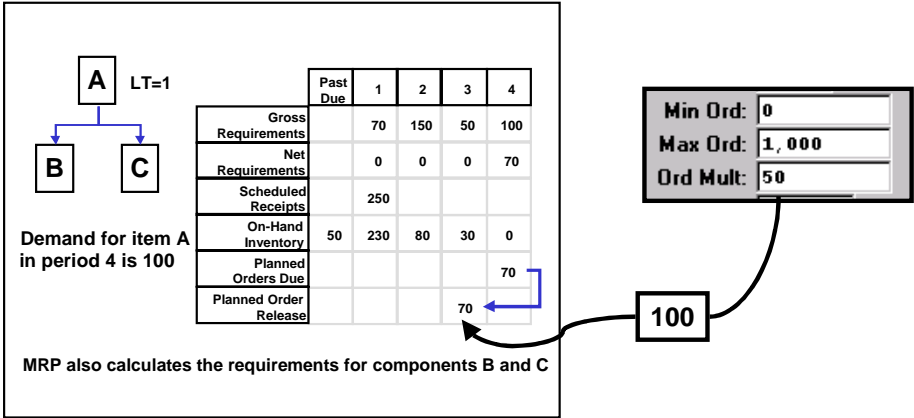 A LT=1
B C
Demand for item A
in period 4 is 100
Past
Due 1 2 3 4
Gross
Requirements 70 150 50 100
Net
Requirements 0 0 0 70
Scheduled
Receipts 250
On-Hand
Inventory 50 230 80 30 0
Planned
Orders Due 70
Planned Order
Release 70
MRP also calculates the requirements for components B and C
Min Ord: 0
Max Ord: 1,000
Ord Mult: 50
100